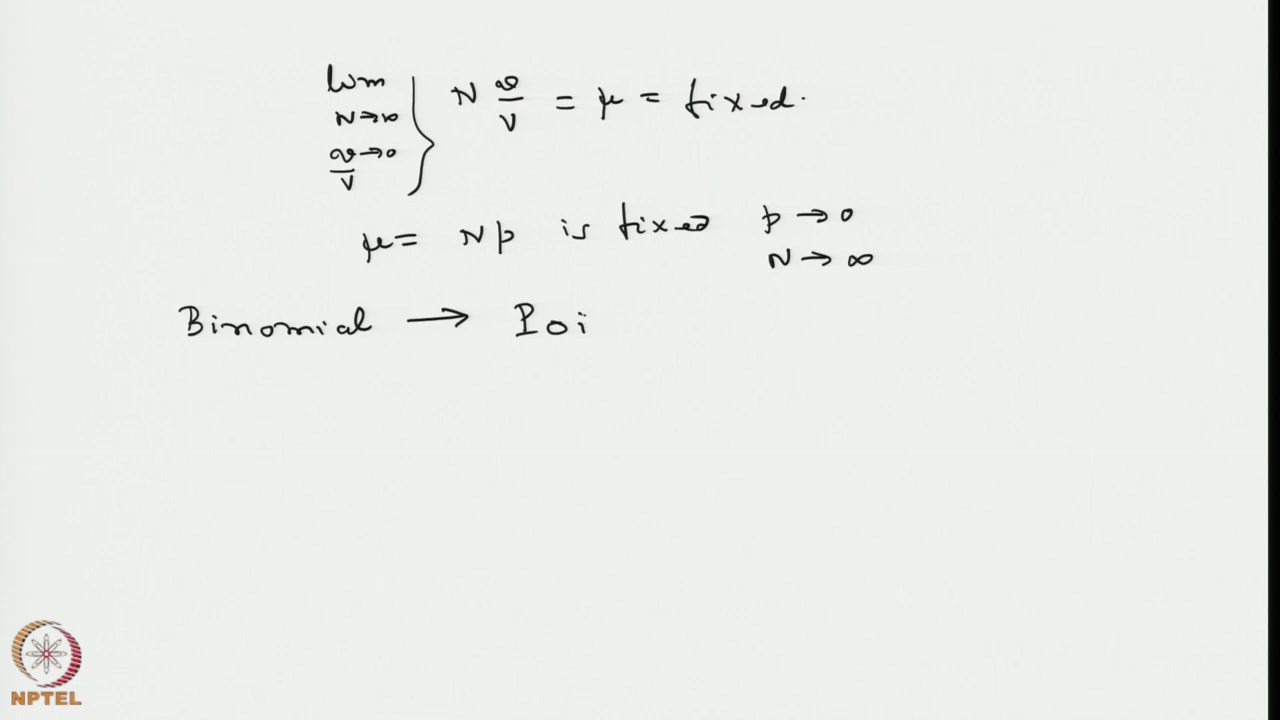 lim
N→∞
v/V →0 } N v/V = μ = fixed.
μ = Np is fixed p → 0
N → ∞
Binomial → Poi
NPTEL